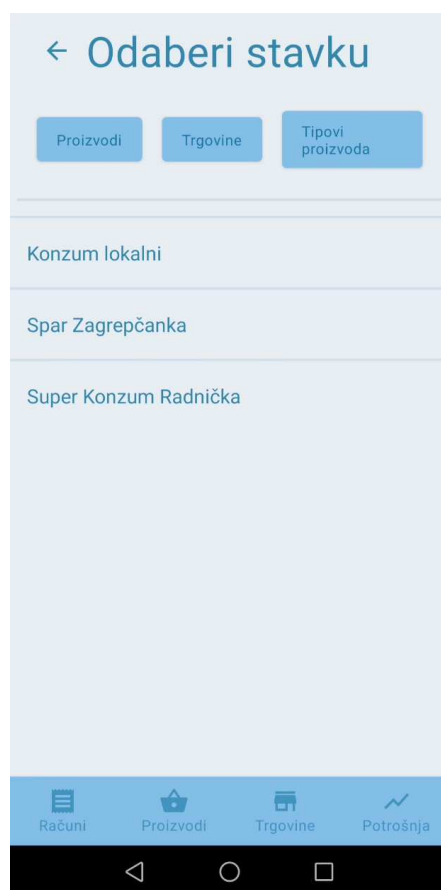 Odaberi stavku
Proizvodi
Trgovine
Tipovi
proizvoda
Konzum lokalni
Spar Zagrepčanka
Super Konzum Radnička
Računi
Proizvodi
Trgovine
Potrošnja